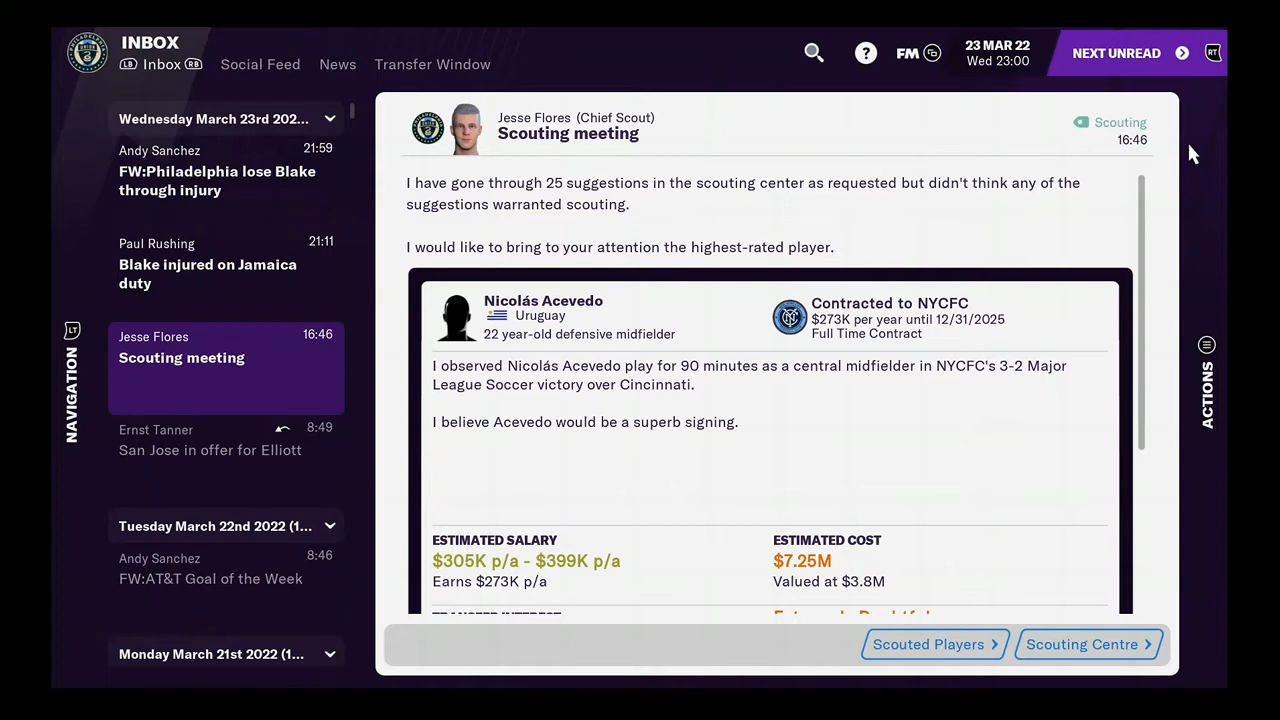 INBOX
LB Inbox RB Social Feed News Transfer Window
FM
23 MAR 22
Wed 23:00
NEXT UNREAD
RT
Wednesday March 23rd 202...
Andy Sanchez 21:59
FW:Philadelphia lose Blake
through injury
Paul Rushing 21:11
Blake injured on Jamaica
duty
Jesse Flores 16:46
Scouting meeting
Ernst Tanner 8:49
San Jose in offer for Elliott
Tuesday March 22nd 2022 (1...
Andy Sanchez 8:46
FW:AT&T Goal of the Week
Monday March 21st 2022 (1...
LT
NAVIGATION
Jesse Flores (Chief Scout)
Scouting meeting
Scouting
16:46
I have gone through 25 suggestions in the scouting center as requested but didn't think any of the
suggestions warranted scouting.
I would like to bring to your attention the highest-rated player.
Nicolás Acevedo
Uruguay
22 year-old defensive midfielder
Contracted to NYCFC
$273K per year until 12/31/2025
Full Time Contract
I observed Nicolás Acevedo play for 90 minutes as a central midfielder in NYCFC's 3-2 Major
League Soccer victory over Cincinnati.
I believe Acevedo would be a superb signing.
ESTIMATED SALARY
$305K p/a - $399K p/a
Earns $273K p/a
ESTIMATED COST
$7.25M
Valued at $3.8M
Scouted Players
Scouting Centre
ACTIONS